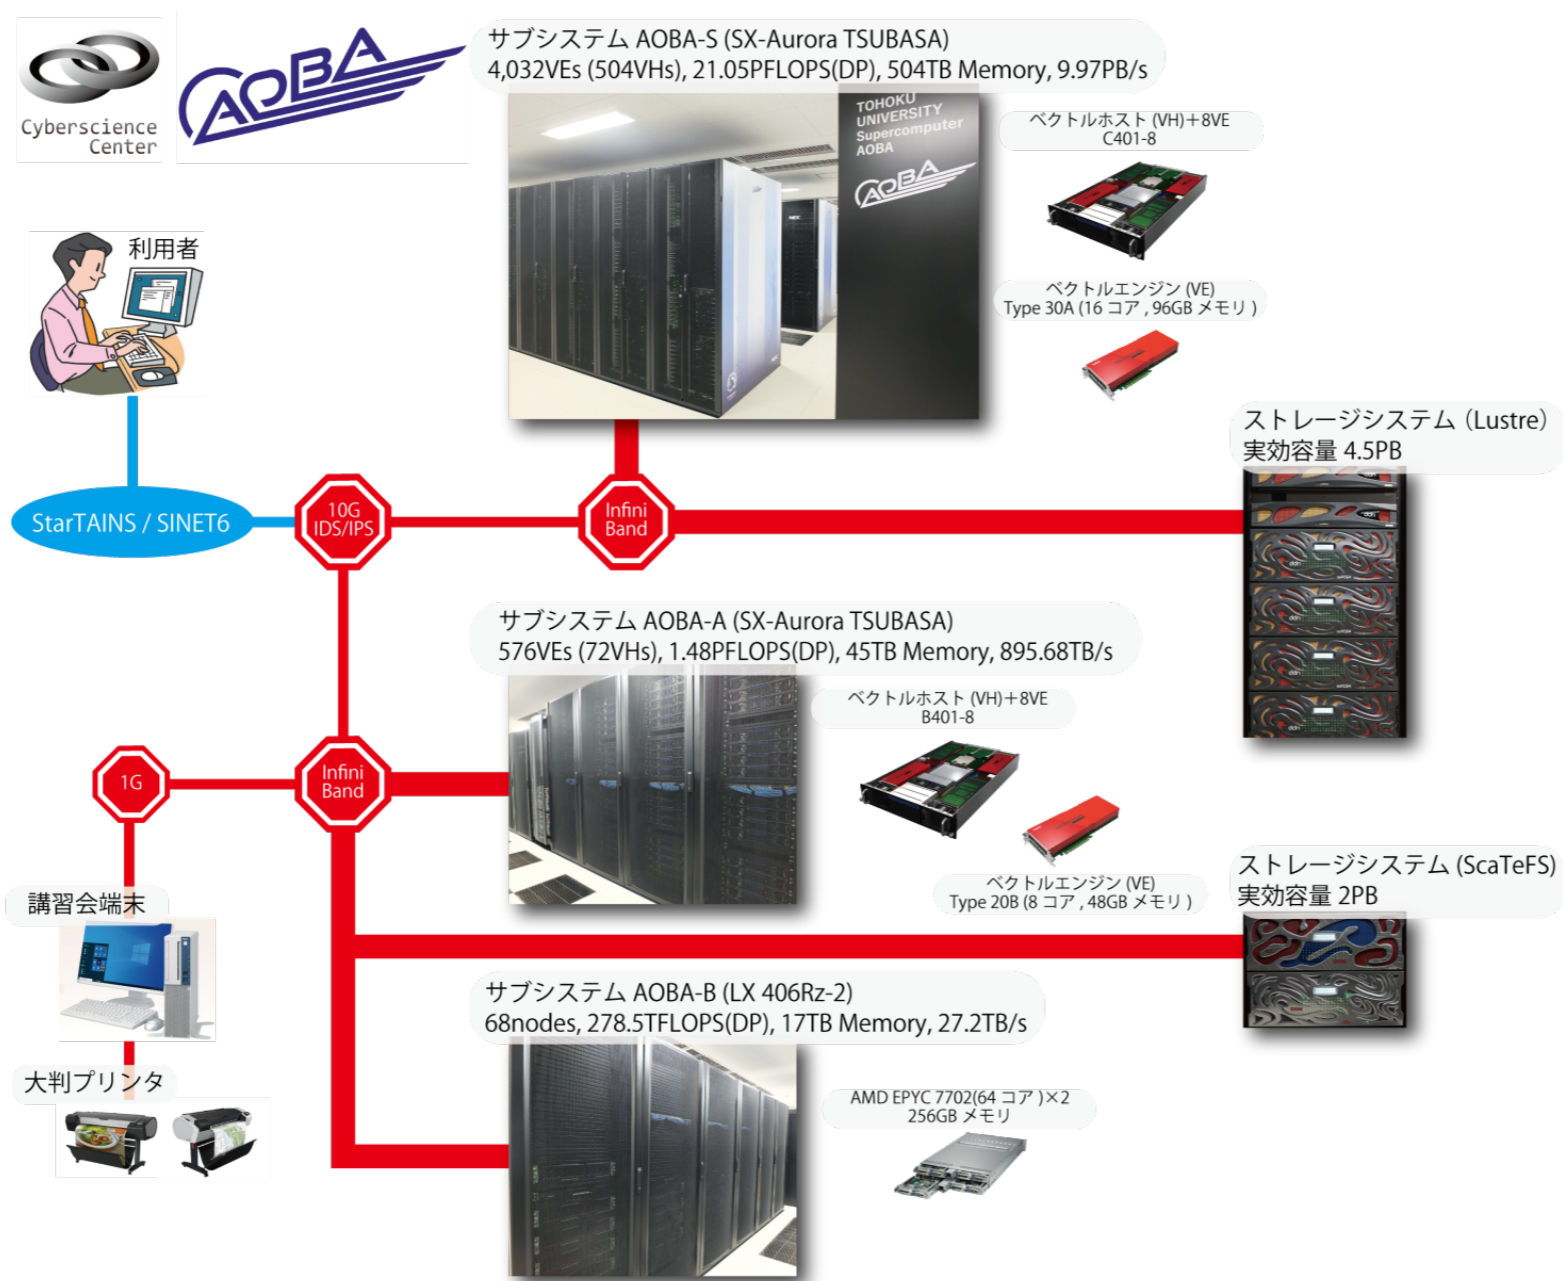 Cyberscience
Center
AOBA
サブシステム AOBA-S (SX-Aurora TSUBASA)
4,032VEs (504VHs), 21.05PFLOPS(DP), 504TB Memory, 9.97PB/s
TOHOKU
UNIVERSITY
Supercomputer
AOBA
AOBA
NEC
ベクトルホスト (VH)＋8VE
C401-8
ベクトルエンジン (VE)
Type 30A (16 コア , 96GB メモリ )
利用者
StarTAINS / SINET6
10G
IDS/IPS
Infini
Band
ストレージシステム（Lustre）
実効容量 4.5PB
サブシステム AOBA-A (SX-Aurora TSUBASA)
576VEs (72VHs), 1.48PFLOPS(DP), 45TB Memory, 895.68TB/s
ベクトルホスト (VH)＋8VE
B401-8
ベクトルエンジン (VE)
Type 20B (8 コア , 48GB メモリ )
1G
Infini
Band
講習会端末
大判プリンタ
ストレージシステム (ScaTeFS)
実効容量 2PB
サブシステム AOBA-B (LX 406Rz-2)
68nodes, 278.5TFLOPS(DP), 17TB Memory, 27.2TB/s
AMD EPYC 7702(64 コア )×2
256GB メモリ